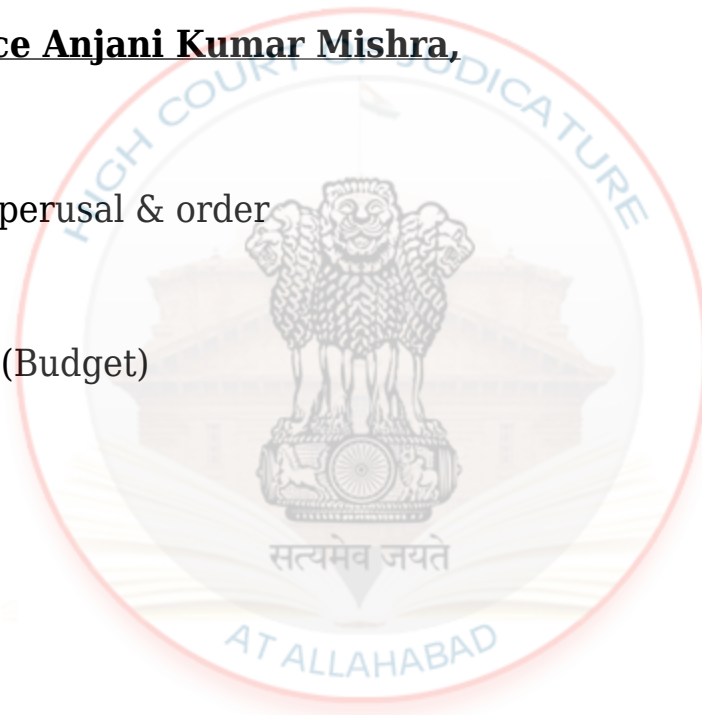 ce Anjani Kumar Mishra,
HIGH COURT OF JUDICATURE
perusal & order
(Budget)
सत्यमेव जयते
AT ALLAHABAD